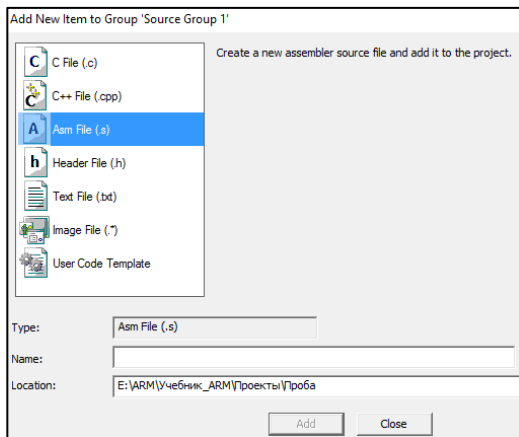 Add New Item to Group 'Source Group 1'
C File (.c)
Create a new assembler source file and add it to the project.
C++ File (.cpp)
Asm File (.s)
Header File (.h)
Text File (.txt)
Image File (.*)
User Code Template
Type:
Asm File (.s)
Name:
Location:
E:\ARM\Учебник_ARM\Проекты\Проба
Add
Close